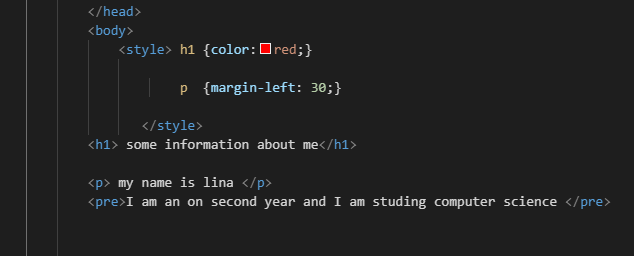 </head>
<body>
<style> h1 {color:red;}
p {margin-left: 30;}
</style>
<h1> some information about me</h1>
<p> my name is lina </p>
<pre>I am an on second year and I am studing computer science </pre>